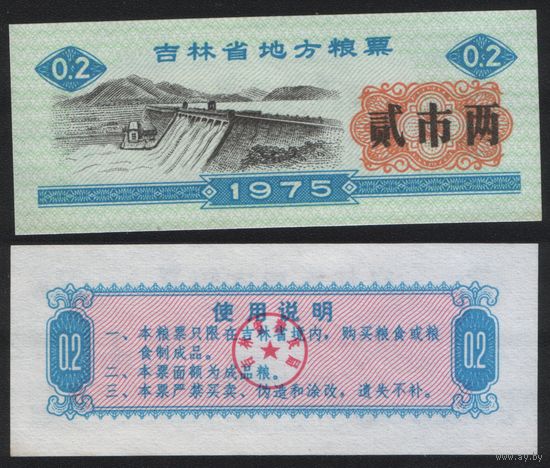 吉林省地方粮票
0.2
0.2
贰市两
1975
使用说明
一、本粮票只限在吉林省境内，购买粮食或粮
食制成品。
二、本票面额为成品粮。
三、本票严禁买卖、伪造和涂改，遗失不补。
0.2
0.2
www.ay.by